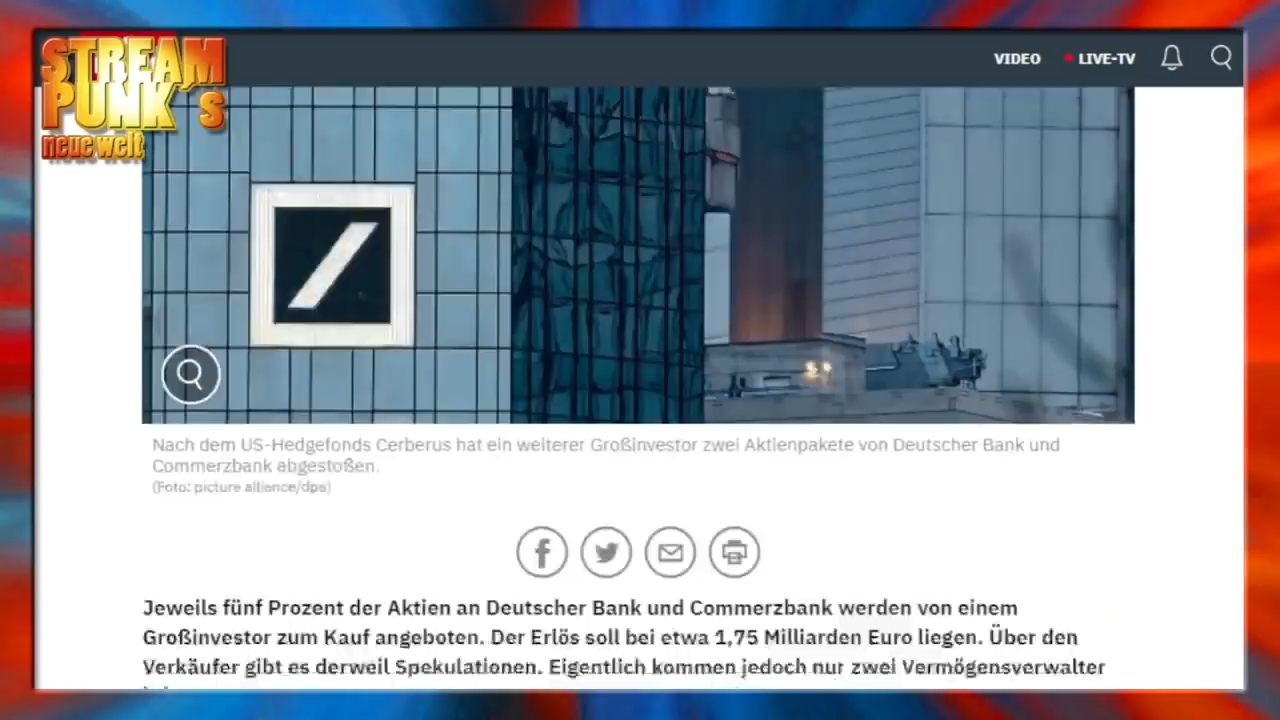 STREAM
PUNK´s
neue welt
VIDEO
LIVE-TV
Nach dem US-Hedgefonds Cerberus hat ein weiterer Großinvestor zwei Aktienpakete von Deutscher Bank und
Commerzbank abgestoßen.
(Foto: picture alliance/dpa)
Jeweils fünf Prozent der Aktien an Deutscher Bank und Commerzbank werden von einem
Großinvestor zum Kauf angeboten. Der Erlös soll bei etwa 1,75 Milliarden Euro liegen. Über den
Verkäufer gibt es derweil Spekulationen. Eigentlich kommen jedoch nur zwei Vermögensverwalter